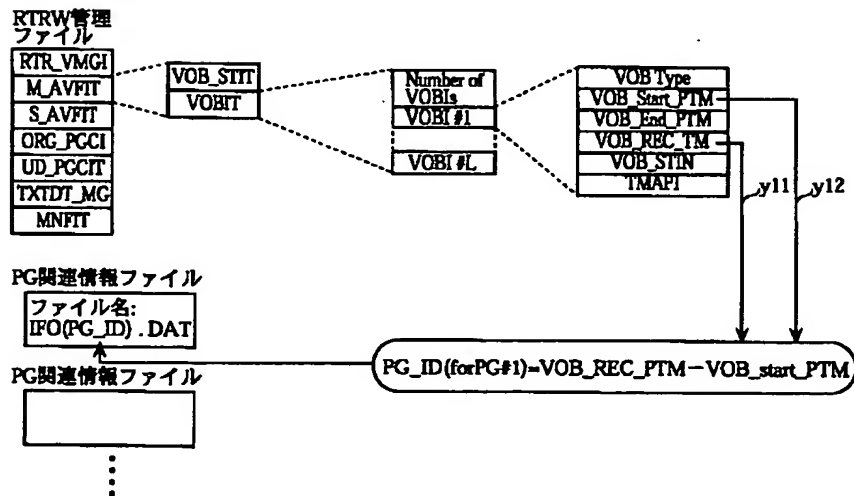 RTRW管理
ファイル
RTR_VMGI
M_AVFIT
S_AVFIT
ORG_PGCI
UD_PGCIT
TXTDT_MG
MNFIT
VOB_STIT
VOBIT
Number of
VOBIs
VOBI #1
VOBI #L
VOB Type
VOB_Start_PTM
VOB_End_PTM
VOB_REC_TM
VOB_STIN
TMAPI
y11
y12
PG関連情報ファイル
ファイル名:
IFO(PG_ID) . DAT
PG_ID(forPG#1)=VOB_REC_PTM－VOB_start_PTM
PG関連情報ファイル